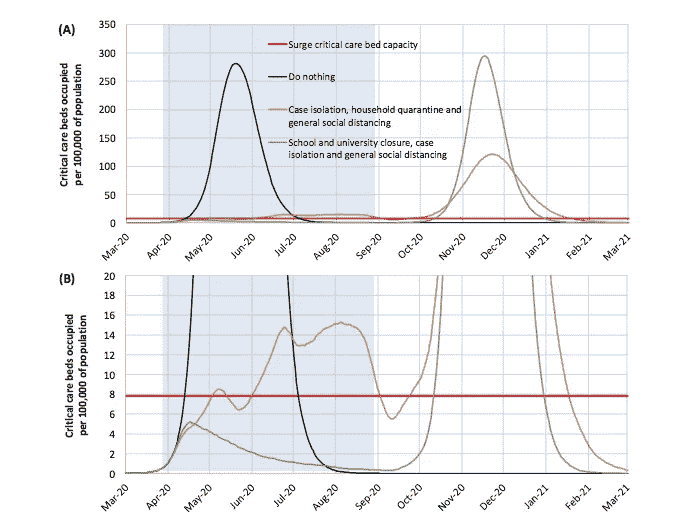 (A)
Critical care beds occupied
per 100,000 of population
350
300
250
200
150
100
50
0
Surge critical care bed capacity
Do nothing
Case isolation, household quarantine and
general social distancing
School and university closure, case
isolation and general social distancing
Mar-20
Apr-20
May-20
Jun-20
Jul-20
Aug-20
Sep-20
Oct-20
Nov-20
Dec-20
Jan-21
Feb-21
Mar-21
(B)
Critical care beds occupied
per 100,000 of population
20
18
16
14
12
10
8
6
4
2
0
Mar-20
Apr-20
May-20
Jun-20
Jul-20
Aug-20
Sep-20
Oct-20
Nov-20
Dec-20
Jan-21
Feb-21
Mar-21